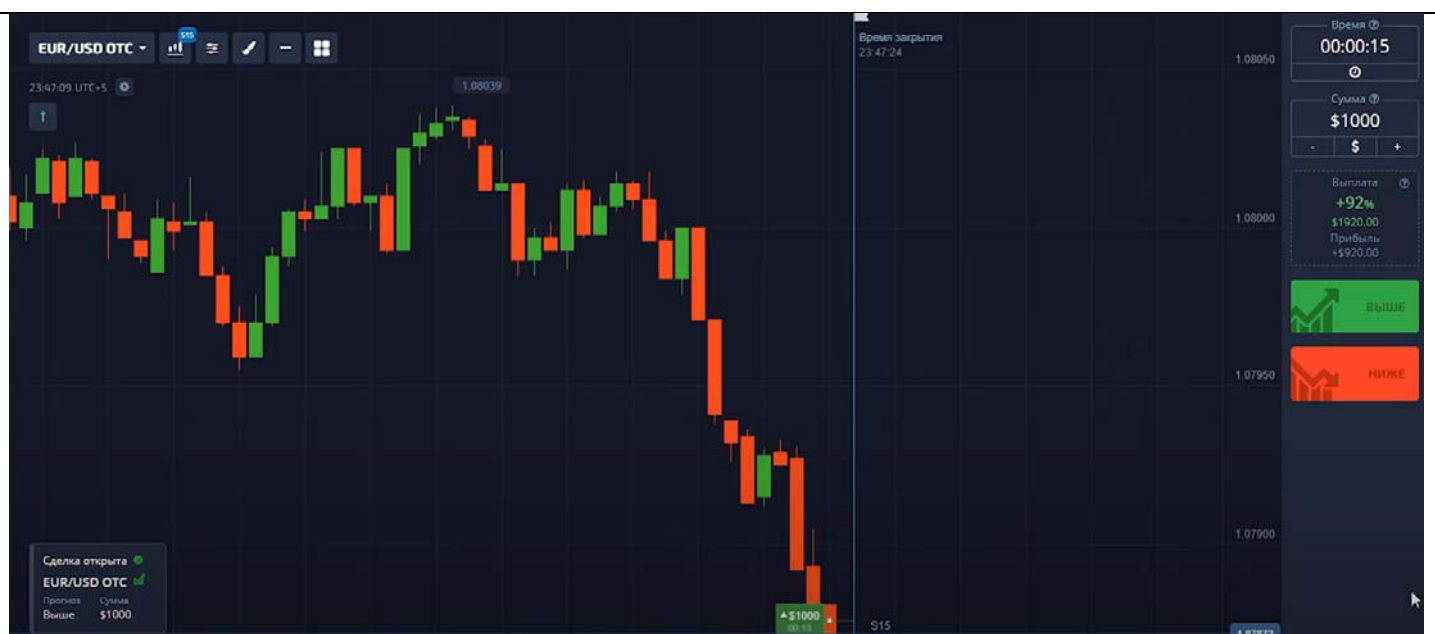 EUR/USD OTC
S15
23:47:09 UTC+5
1.08039
Время закрытия
23:47:24
1.08050
1.08000
1.07950
1.07900
Время
00:00:15
Сумма
$1000
- $ +
Выплата
+92%
$1920.00
Прибыль
+$920.00
ВЫШЕ
НИЖЕ
Сделка открыта
EUR/USD OTC
Прогноз Сумма
Выше $1000
$1000
00:13
S15